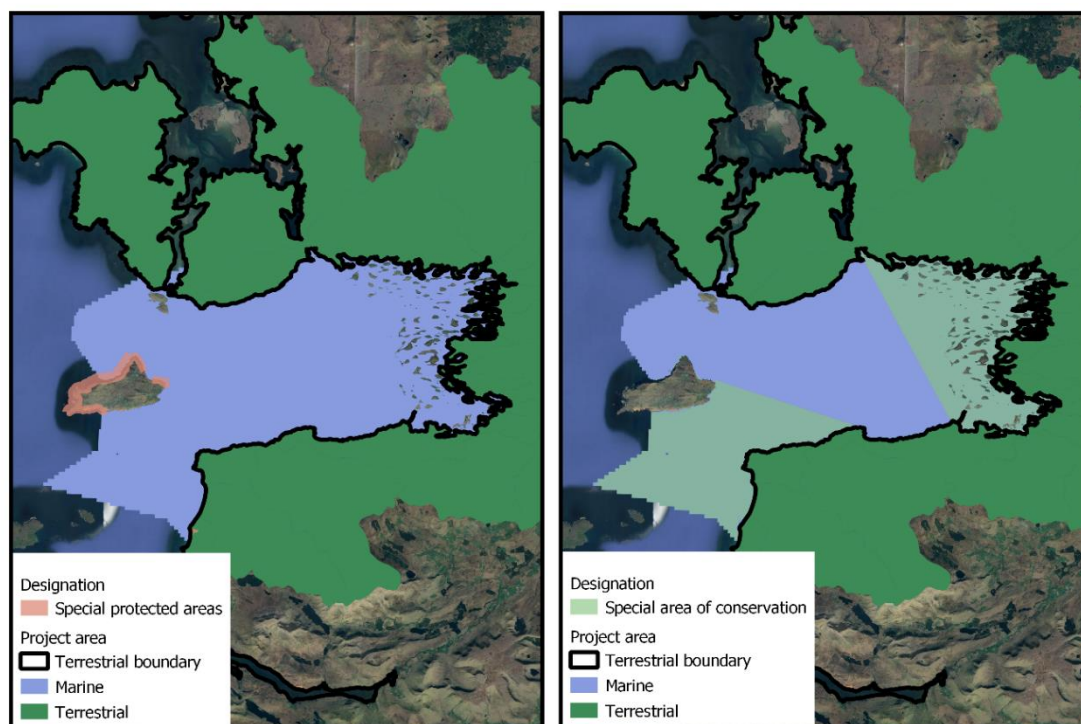 Designation
Special protected areas
Project area
Terrestrial boundary
Marine
Terrestrial
Designation
Special area of conservation
Project area
Terrestrial boundary
Marine
Terrestrial